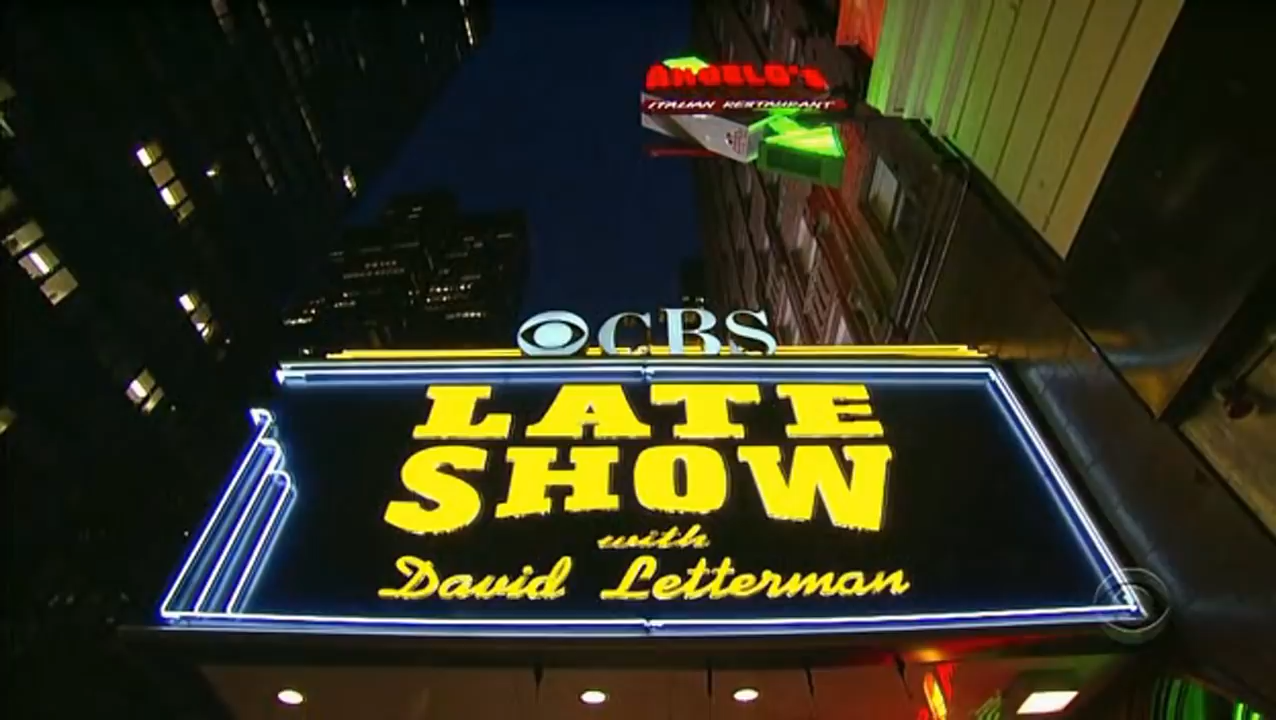 ANGELO'S
ITALIAN RESTAURANT
CBS
LATE
SHOW
with
David Letterman